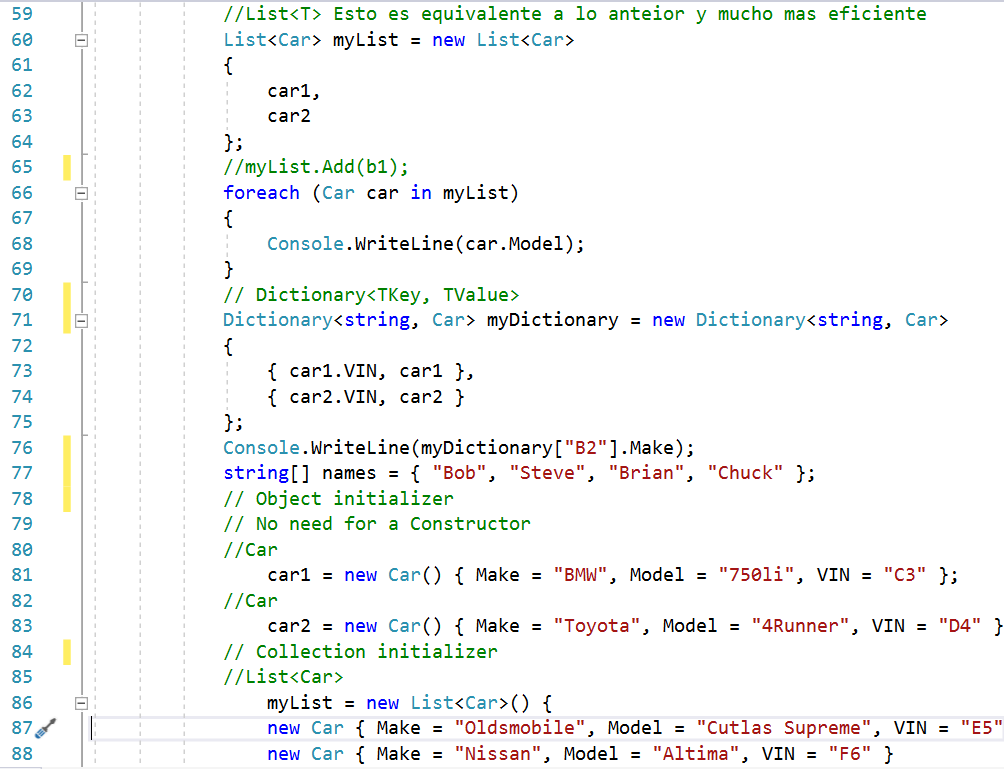 59 //List<T> Esto es equivalente a lo anteior y mucho mas eficiente
60 List<Car> myList = new List<Car>
61 {
62 car1,
63 car2
64 };
65 //myList.Add(b1);
66 foreach (Car car in myList)
67 {
68 Console.WriteLine(car.Model);
69 }
70 // Dictionary<TKey, TValue>
71 Dictionary<string, Car> myDictionary = new Dictionary<string, Car>
72 {
73 { car1.VIN, car1 },
74 { car2.VIN, car2 }
75 };
76 Console.WriteLine(myDictionary["B2"].Make);
77 string[] names = { "Bob", "Steve", "Brian", "Chuck" };
78 // Object initializer
79 // No need for a Constructor
80 //Car
81 car1 = new Car() { Make = "BMW", Model = "750li", VIN = "C3" };
82 //Car
83 car2 = new Car() { Make = "Toyota", Model = "4Runner", VIN = "D4" }
84 // Collection initializer
85 //List<Car>
86 myList = new List<Car>() {
87 new Car { Make = "Oldsmobile", Model = "Cutlas Supreme", VIN = "E5"
88 new Car { Make = "Nissan", Model = "Altima", VIN = "F6" }